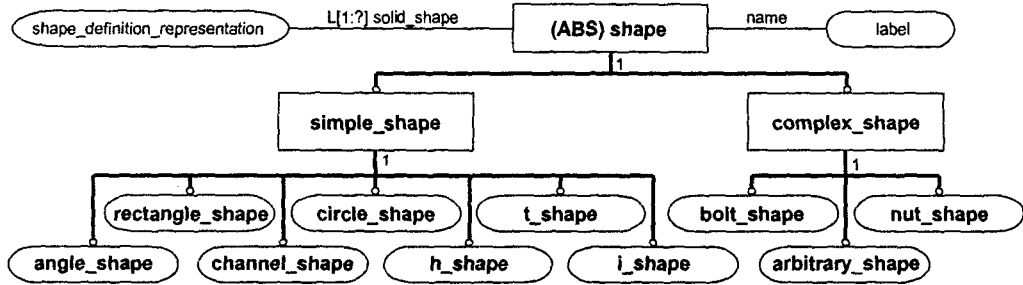 shape_definition_representation
L[1:?] solid_shape
(ABS) shape
name
label
1
simple_shape
complex_shape
1
1
rectangle_shape
circle_shape
t_shape
bolt_shape
nut_shape
angle_shape
channel_shape
h_shape
i_shape
arbitrary_shape